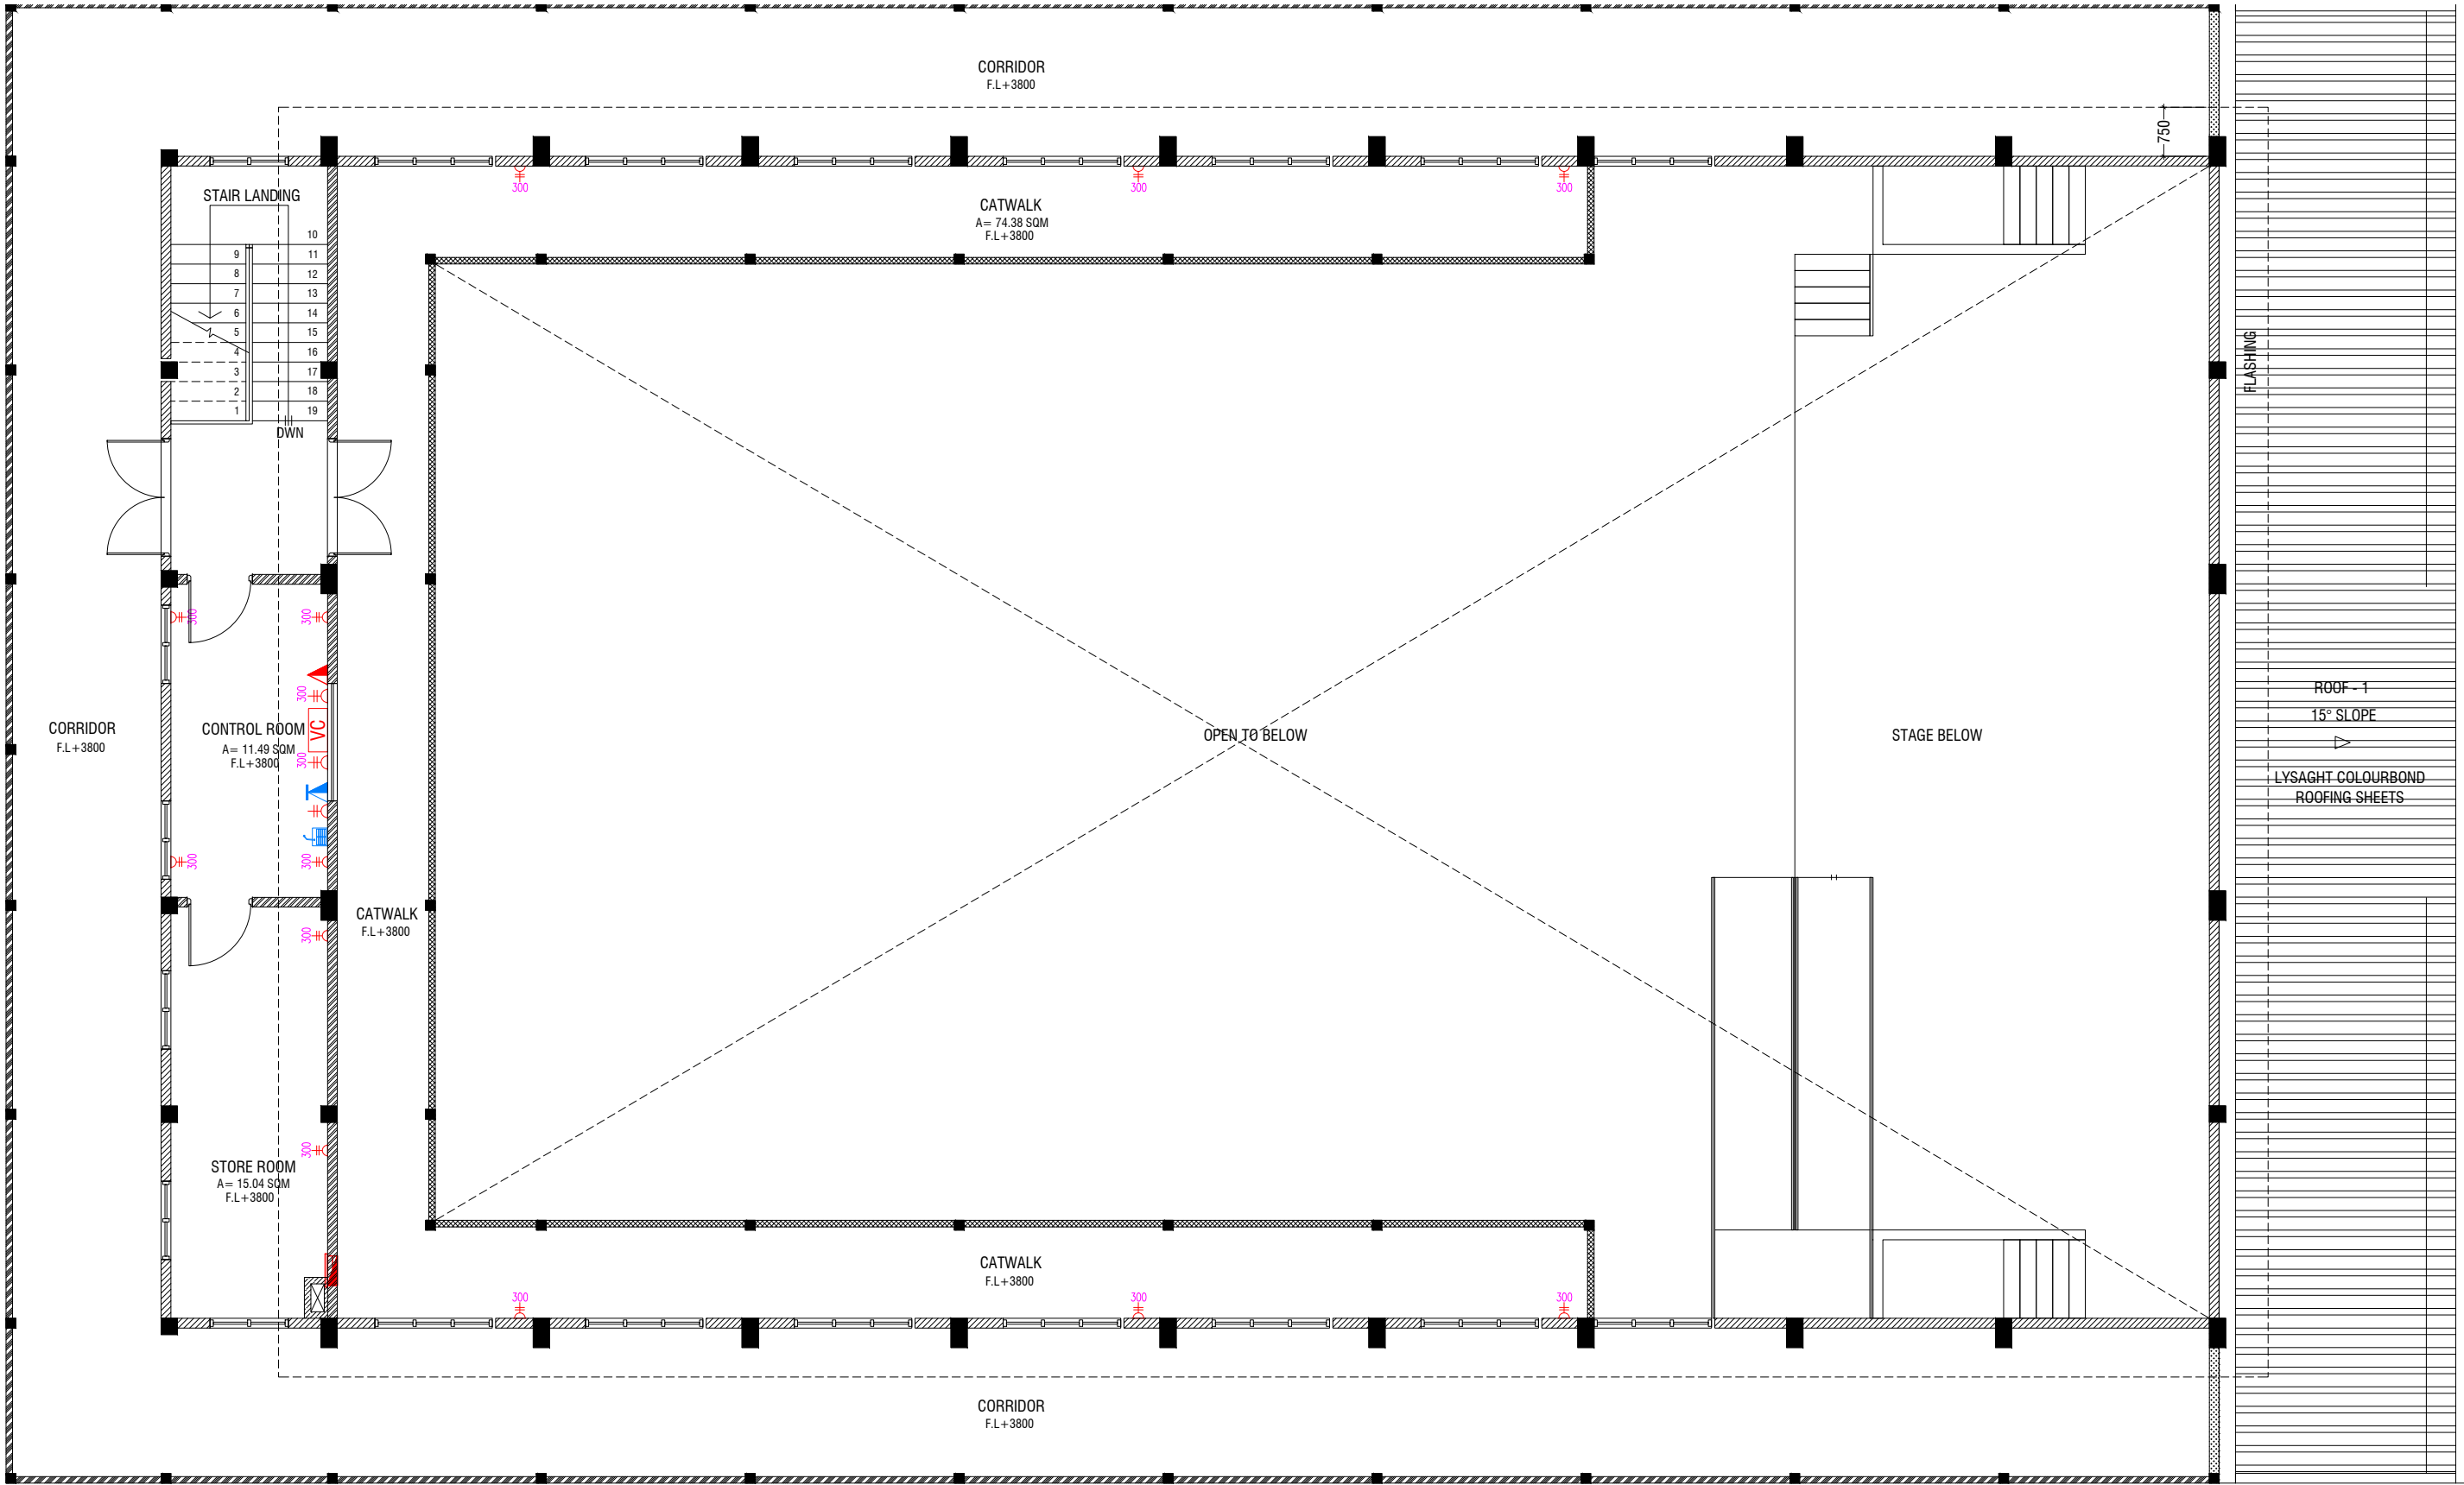 CORRIDOR
F.L+3800
750
300
300
300
STAIR LANDING
CATWALK
A= 74.38 SQM
F.L+3800
10
9
11
8
12
7
13
6
14
5
15
4
16
3
17
2
18
1
19
DWN
FLASHING
300
300
300
VC
300
300
300
CORRIDOR
F.L+3800
CONTROL ROOM
A= 11.49 SQM
F.L+3800
OPEN TO BELOW
STAGE BELOW
ROOF - 1
15° SLOPE
LYSAGHT COLOURBOND
ROOFING SHEETS
CATWALK
F.L+3800
300
300
STORE ROOM
A= 15.04 SQM
F.L+3800
CATWALK
F.L+3800
300
300
300
CORRIDOR
F.L+3800